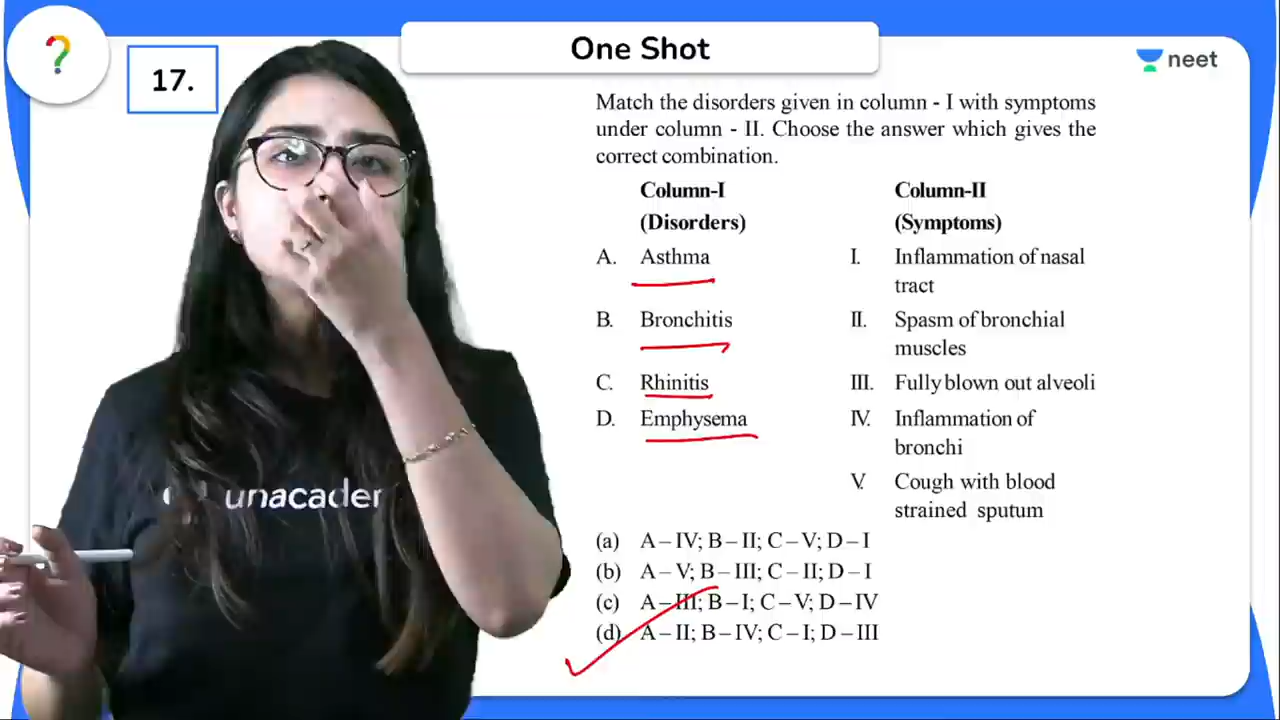 ?
17.
One Shot
neet
Match the disorders given in column - I with symptoms
under column - II. Choose the answer which gives the
correct combination.
Column-I Column-II
(Disorders) (Symptoms)
A. Asthma I. Inflammation of nasal
tract
B. Bronchitis II. Spasm of bronchial
muscles
C. Rhinitis III. Fully blown out alveoli
D. Emphysema IV. Inflammation of
bronchi
V. Cough with blood
strained sputum
(a) A – IV; B – II; C – V; D – I
(b) A – V; B – III; C – II; D – I
(c) A – III; B – I; C – V; D – IV
(d) A – II; B – IV; C – I; D – III
unacader